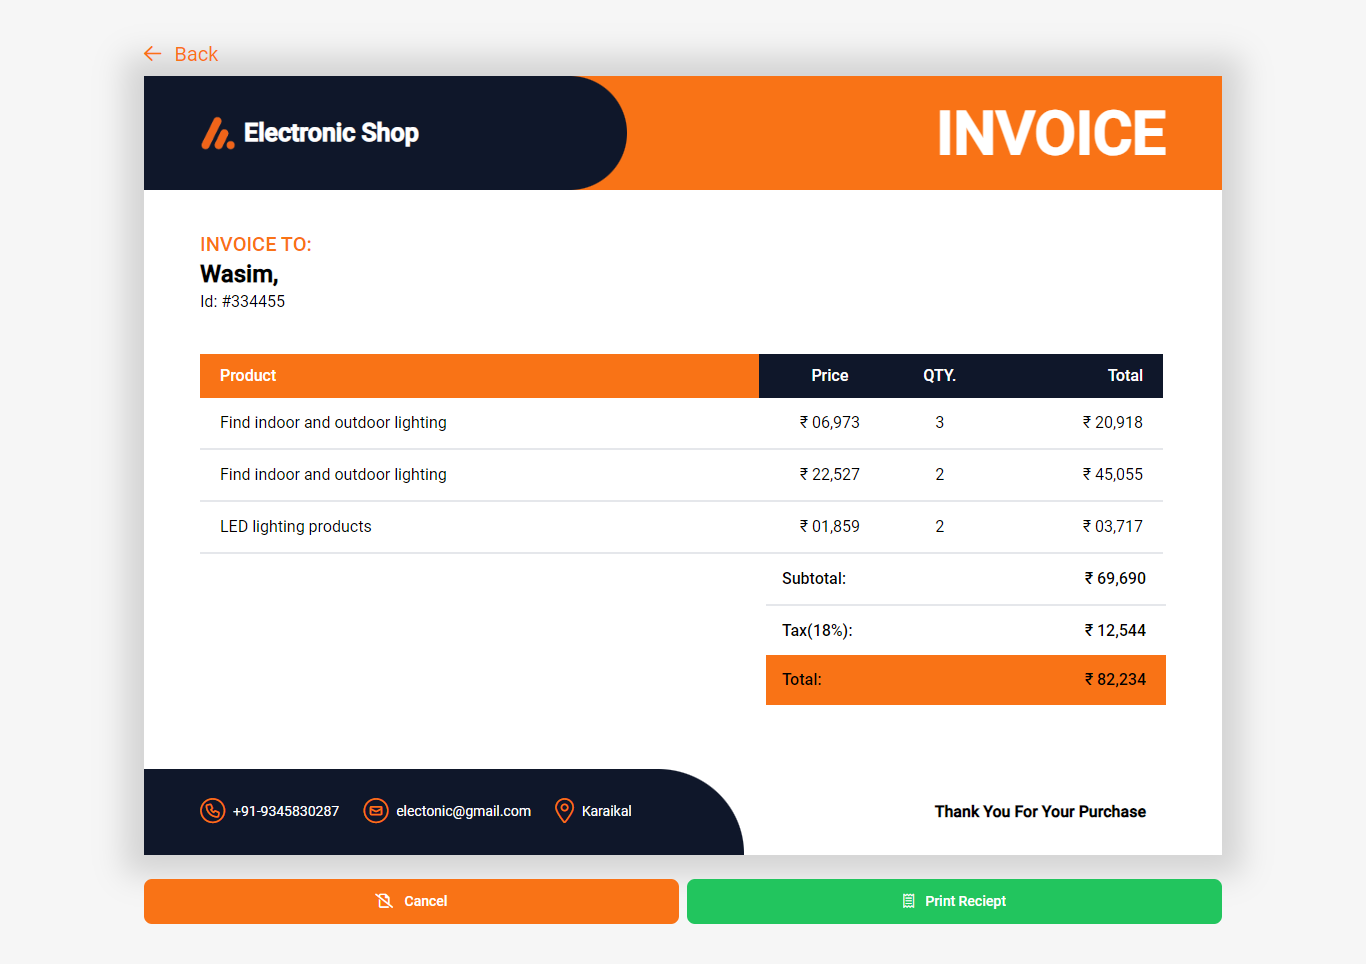 Back
Electronic Shop
INVOICE
INVOICE TO:
Wasim,
Id: #334455
Product Price QTY. Total
Find indoor and outdoor lighting ₹ 06,973 3 ₹ 20,918
Find indoor and outdoor lighting ₹ 22,527 2 ₹ 45,055
LED lighting products ₹ 01,859 2 ₹ 03,717
Subtotal: ₹ 69,690
Tax(18%): ₹ 12,544
Total: ₹ 82,234
+91-9345830287 electonic@gmail.com Karaikal Thank You For Your Purchase
Cancel Print Reciept